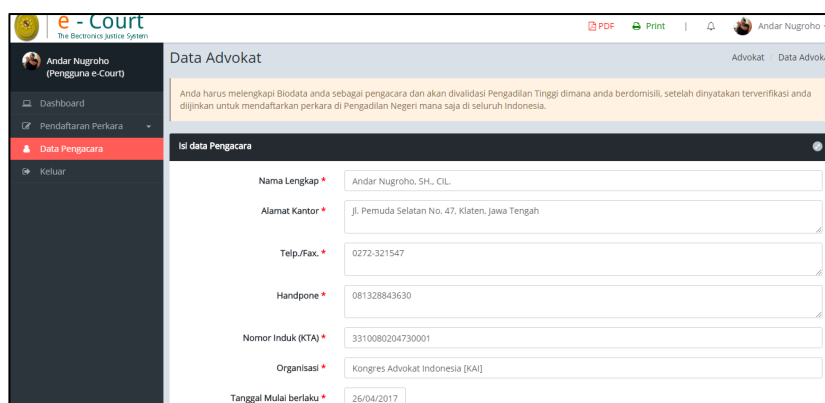 e - Court
The Electronics Justice System
PDF Print | Andar Nugroho
Andar Nugroho
(Pengguna e-Court)
Data Advokat
Advokat / Data Advoka
Anda harus melengkapi Biodata anda sebagai pengacara dan akan divalidasi Pengadilan Tinggi dimana anda berdomisili, setelah dinyatakan terverifikasi anda
diijinkan untuk mendaftarkan perkara di Pengadilan Negeri mana saja di seluruh Indonesia.
Dashboard
Pendaftaran Perkara
Data Pengacara
Keluar
Isi data Pengacara
Nama Lengkap * Andar Nugroho, SH., CIL.
Alamat Kantor * Jl. Pemuda Selatan No. 47, Klaten, Jawa Tengah
Telp./Fax. * 0272-321547
Handpone * 081328843630
Nomor Induk (KTA) * 3310080204730001
Organisasi * Kongres Advokat Indonesia [KAI]
Tanggal Mulai berlaku * 26/04/2017